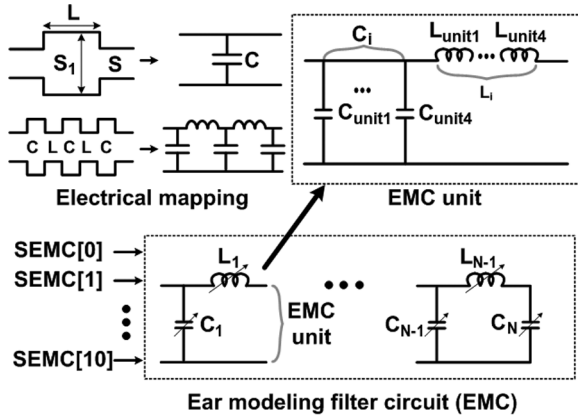 L
S1
S
C
C L C L C
Electrical mapping
Ci
Lunit1 ... Lunit4
Li
...
Cunit1
Cunit4
EMC unit
SEMC[0]
SEMC[1]
SEMC[10]
L1
C1
EMC
unit
LN-1
CN-1
CN
Ear modeling filter circuit (EMC)